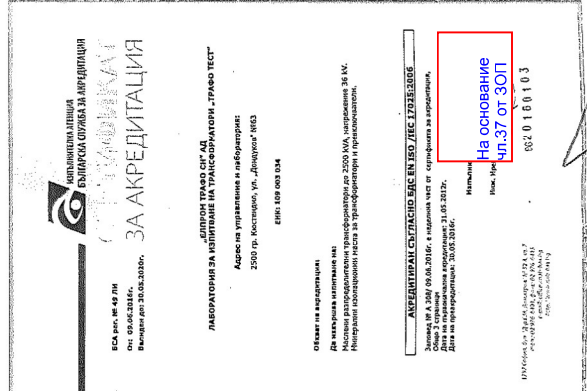 ИЗПЪЛНИТЕЛНА АГЕНЦИЯ
БЪЛГАРСКА СЛУЖБА ЗА АКРЕДИТАЦИЯ
СЕРТИФИКАТ
ЗА АКРЕДИТАЦИЯ
БСА рег. № 49 ЛИ
От: 09.06.2016г.
Валиден до: 30.05.2020г.
„ЕЛПРОМ ТРАФО СН" АД
ЛАБОРАТОРИЯ ЗА ИЗПИТВАНЕ НА ТРАНСФОРМАТОРИ „ТРАФО ТЕСТ"
Адрес на управление и лаборатория:
2500 гр. Кюстендил, ул. „Дондуков" №63
ЕИК: 109 003 034
Обхват на акредитация:
Да извършва изпитване на:
Маслени разпределителни трансформатори до 2500 kVA, напрежение 36 kV.
Минерални изолационни масла за трансформатори и прекъсвачи.
АКРЕДИТИРАН СЪГЛАСНО БДС EN ISO /IEC 17025:2006
Заповед № А 308/ 09.06.2016г. е неделима част от сертификата за акредитация,
Общо 3 страници
Дата на първоначална акредитация: 31.05.2012г.
Дата на преакредитация: 30.05.2016г.
На основание
чл.37 от ЗОП
Инж.